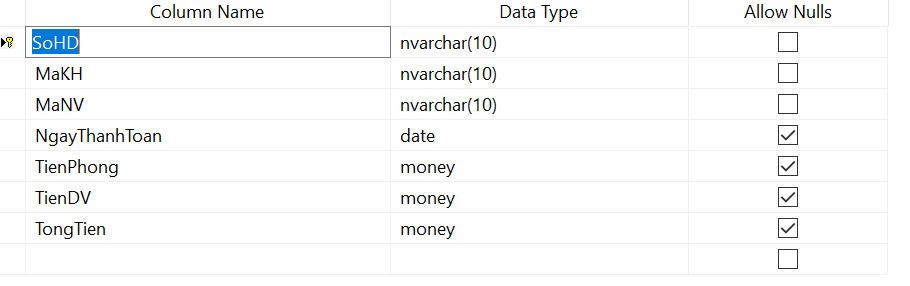 Column Name Data Type Allow Nulls
SoHD nvarchar(10)
MaKH nvarchar(10)
MaNV nvarchar(10)
NgayThanhToan date
TienPhong money
TienDV money
TongTien money